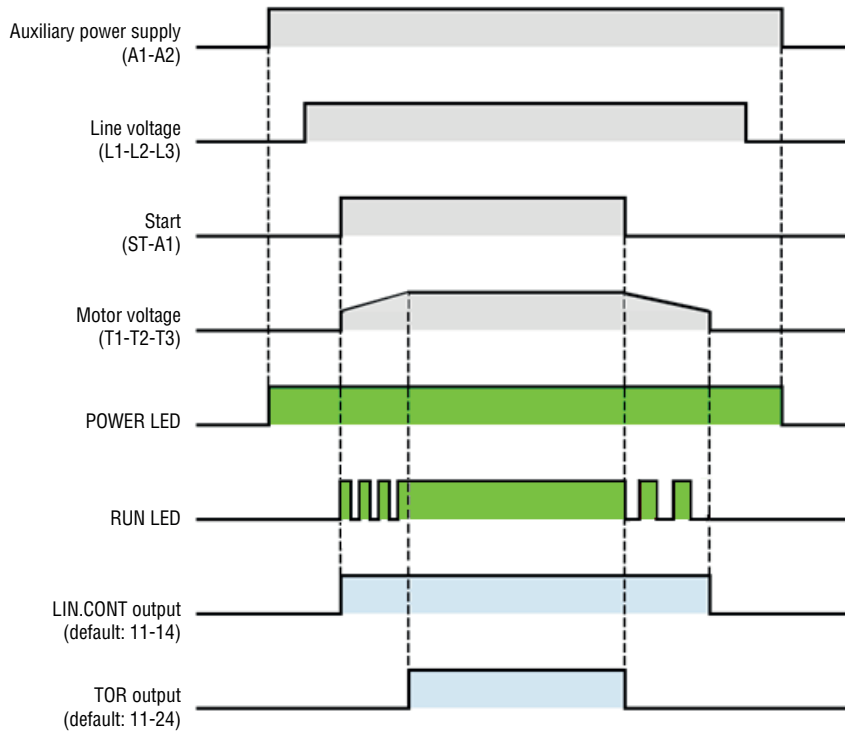 Auxiliary power supply
(A1-A2)
Line voltage
(L1-L2-L3)
Start
(ST-A1)
Motor voltage
(T1-T2-T3)
POWER LED
RUN LED
LIN.CONT output
(default: 11-14)
TOR output
(default: 11-24)